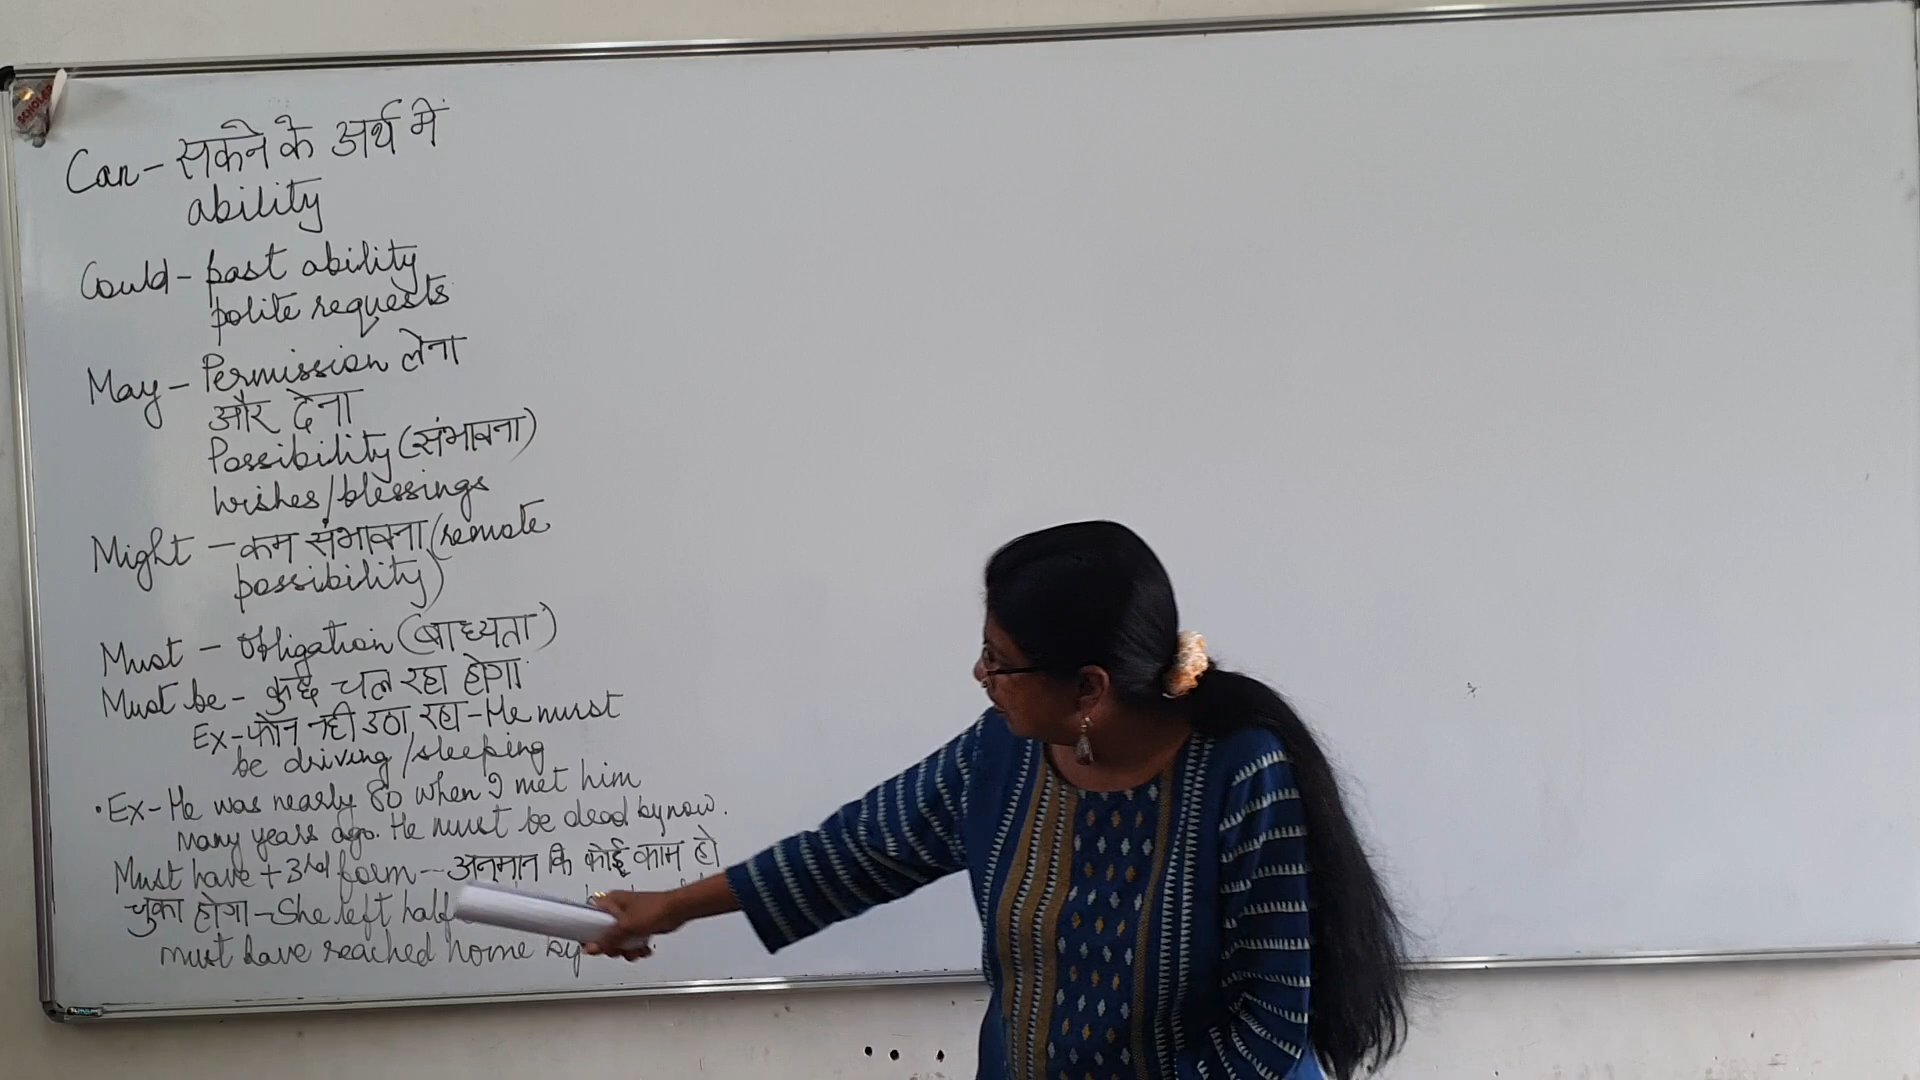 SCHOLAR
Can - सकने के अर्थ में
ability
Could - past ability
polite requests
May - Permission लेना
और देना
Possibility (संभावना)
wishes/blessings
Might - कम संभावना (remote
possibility)
Must - Obligation (बाध्यता)
Must be - कुछ चल रहा होगा
Ex - फोन नही उठा रहा - He must
be driving/sleeping
• Ex - He was nearly 80 when I met him
many years ago. He must be dead by now.
Must have + 3rd form - अनुमान कि कोई काम हो
चुका होगा - She left half
must have reached home by